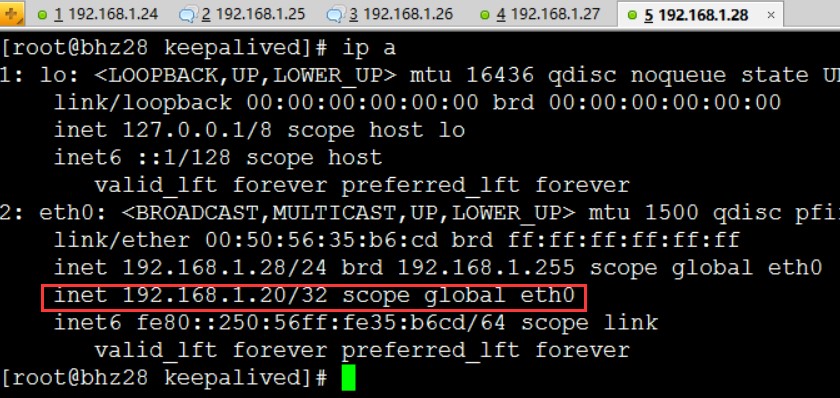 1 192.168.1.24 2 192.168.1.25 3 192.168.1.26 4 192.168.1.27 5 192.168.1.28 ×
[root@bhz28 keepalived]# ip a
1: lo: <LOOPBACK,UP,LOWER_UP> mtu 16436 qdisc noqueue state
    link/loopback 00:00:00:00:00:00 brd 00:00:00:00:00:00
    inet 127.0.0.1/8 scope host lo
    inet6 ::1/128 scope host
       valid_lft forever preferred_lft forever
2: eth0: <BROADCAST,MULTICAST,UP,LOWER_UP> mtu 1500 qdisc pfi
    link/ether 00:50:56:35:b6:cd brd ff:ff:ff:ff:ff:ff
    inet 192.168.1.28/24 brd 192.168.1.255 scope global eth0
    inet 192.168.1.20/32 scope global eth0
    inet6 fe80::250:56ff:fe35:b6cd/64 scope link
       valid_lft forever preferred_lft forever
[root@bhz28 keepalived]#